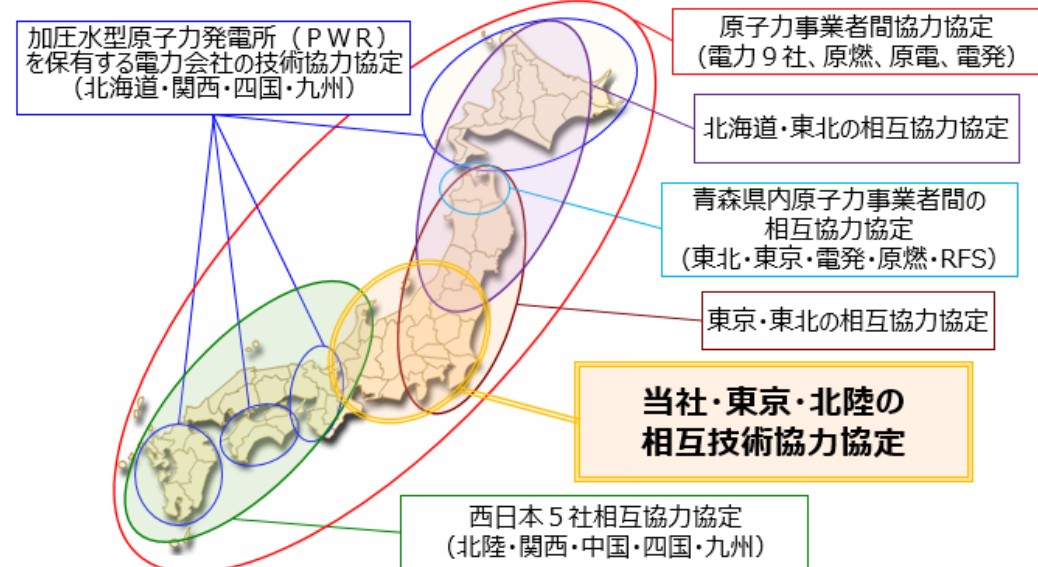 加圧水型原子力発電所（ＰＷＲ）
を保有する電力会社の技術協力協定
(北海道・関西・四国・九州)
原子力事業者間協力協定
(電力９社、原燃、原電、電発)
北海道・東北の相互協力協定
青森県内原子力事業者間の
相互協力協定
(東北・東京・電発・原燃・RFS)
東京・東北の相互協力協定
当社・東京・北陸の
相互技術協力協定
西日本５社相互協力協定
(北陸・関西・中国・四国・九州)